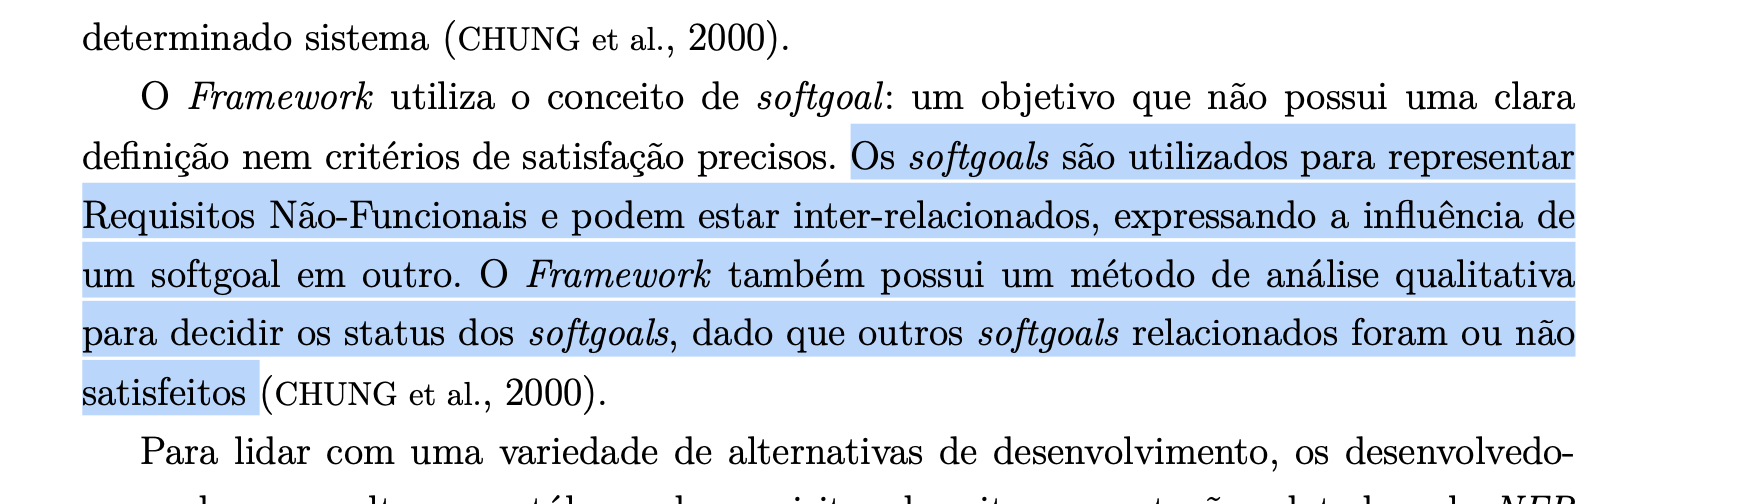 determinado sistema (CHUNG et al., 2000).
O Framework utiliza o conceito de softgoal: um objetivo que não possui uma clara
definição nem critérios de satisfação precisos. Os softgoals são utilizados para representar
Requisitos Não-Funcionais e podem estar inter-relacionados, expressando a influência de
um softgoal em outro. O Framework também possui um método de análise qualitativa
para decidir os status dos softgoals, dado que outros softgoals relacionados foram ou não
satisfeitos (CHUNG et al., 2000).
Para lidar com uma variedade de alternativas de desenvolvimento, os desenvolvedo-
NFR